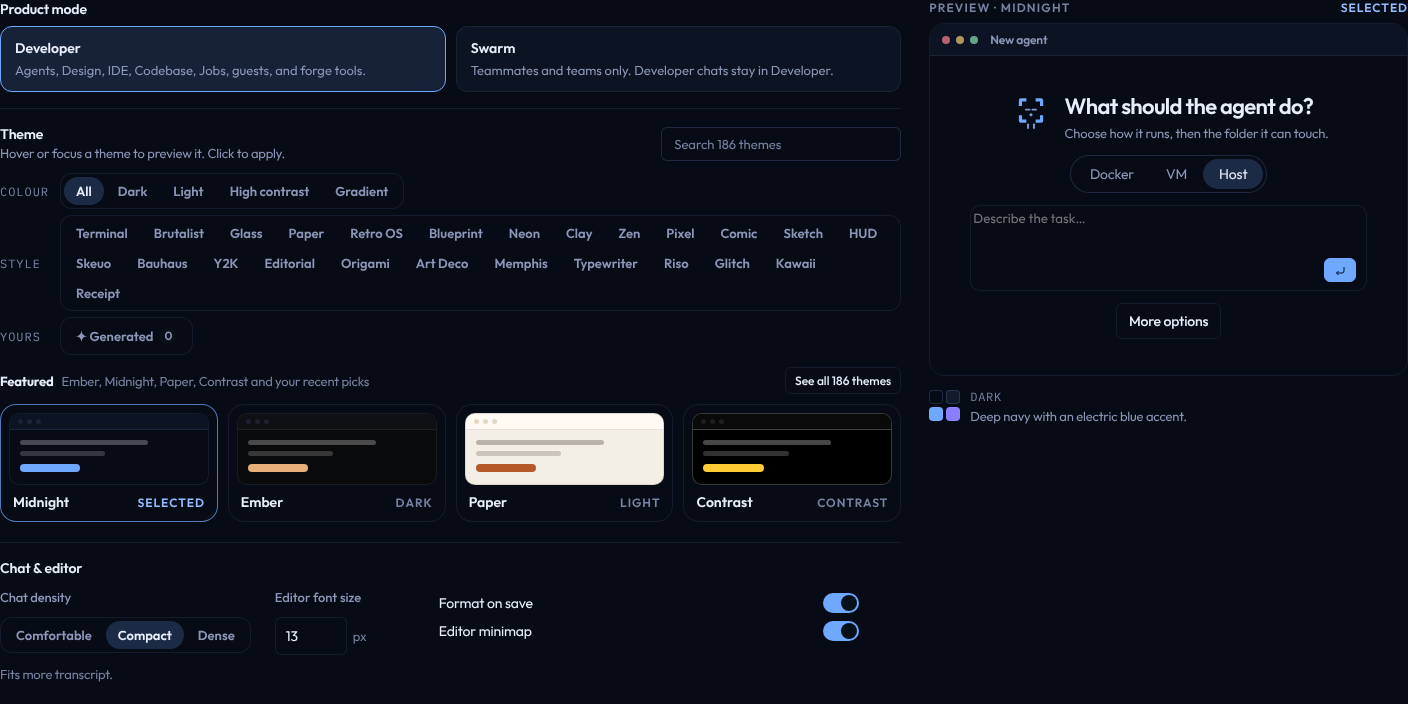 Product mode
Developer
Agents, Design, IDE, Codebase, Jobs, guests, and forge tools.
Swarm
Teammates and teams only. Developer chats stay in Developer.
Theme
Hover or focus a theme to preview it. Click to apply.
Search 186 themes
COLOUR All Dark Light High contrast Gradient
STYLE
Terminal Brutalist Glass Paper Retro OS Blueprint Neon Clay Zen Pixel Comic Sketch HUD
Skeuo Bauhaus Y2K Editorial Origami Art Deco Memphis Typewriter Riso Glitch Kawaii
Receipt
YOURS ✦ Generated 0
Featured Ember, Midnight, Paper, Contrast and your recent picks
See all 186 themes
Midnight SELECTED
Ember DARK
Paper LIGHT
Contrast CONTRAST
Chat & editor
Chat density
Comfortable Compact Dense
Fits more transcript.
Editor font size
13 px
Format on save
Editor minimap
PREVIEW · MIDNIGHT SELECTED
New agent
What should the agent do?
Choose how it runs, then the folder it can touch.
Docker VM Host
Describe the task…
More options
DARK
Deep navy with an electric blue accent.